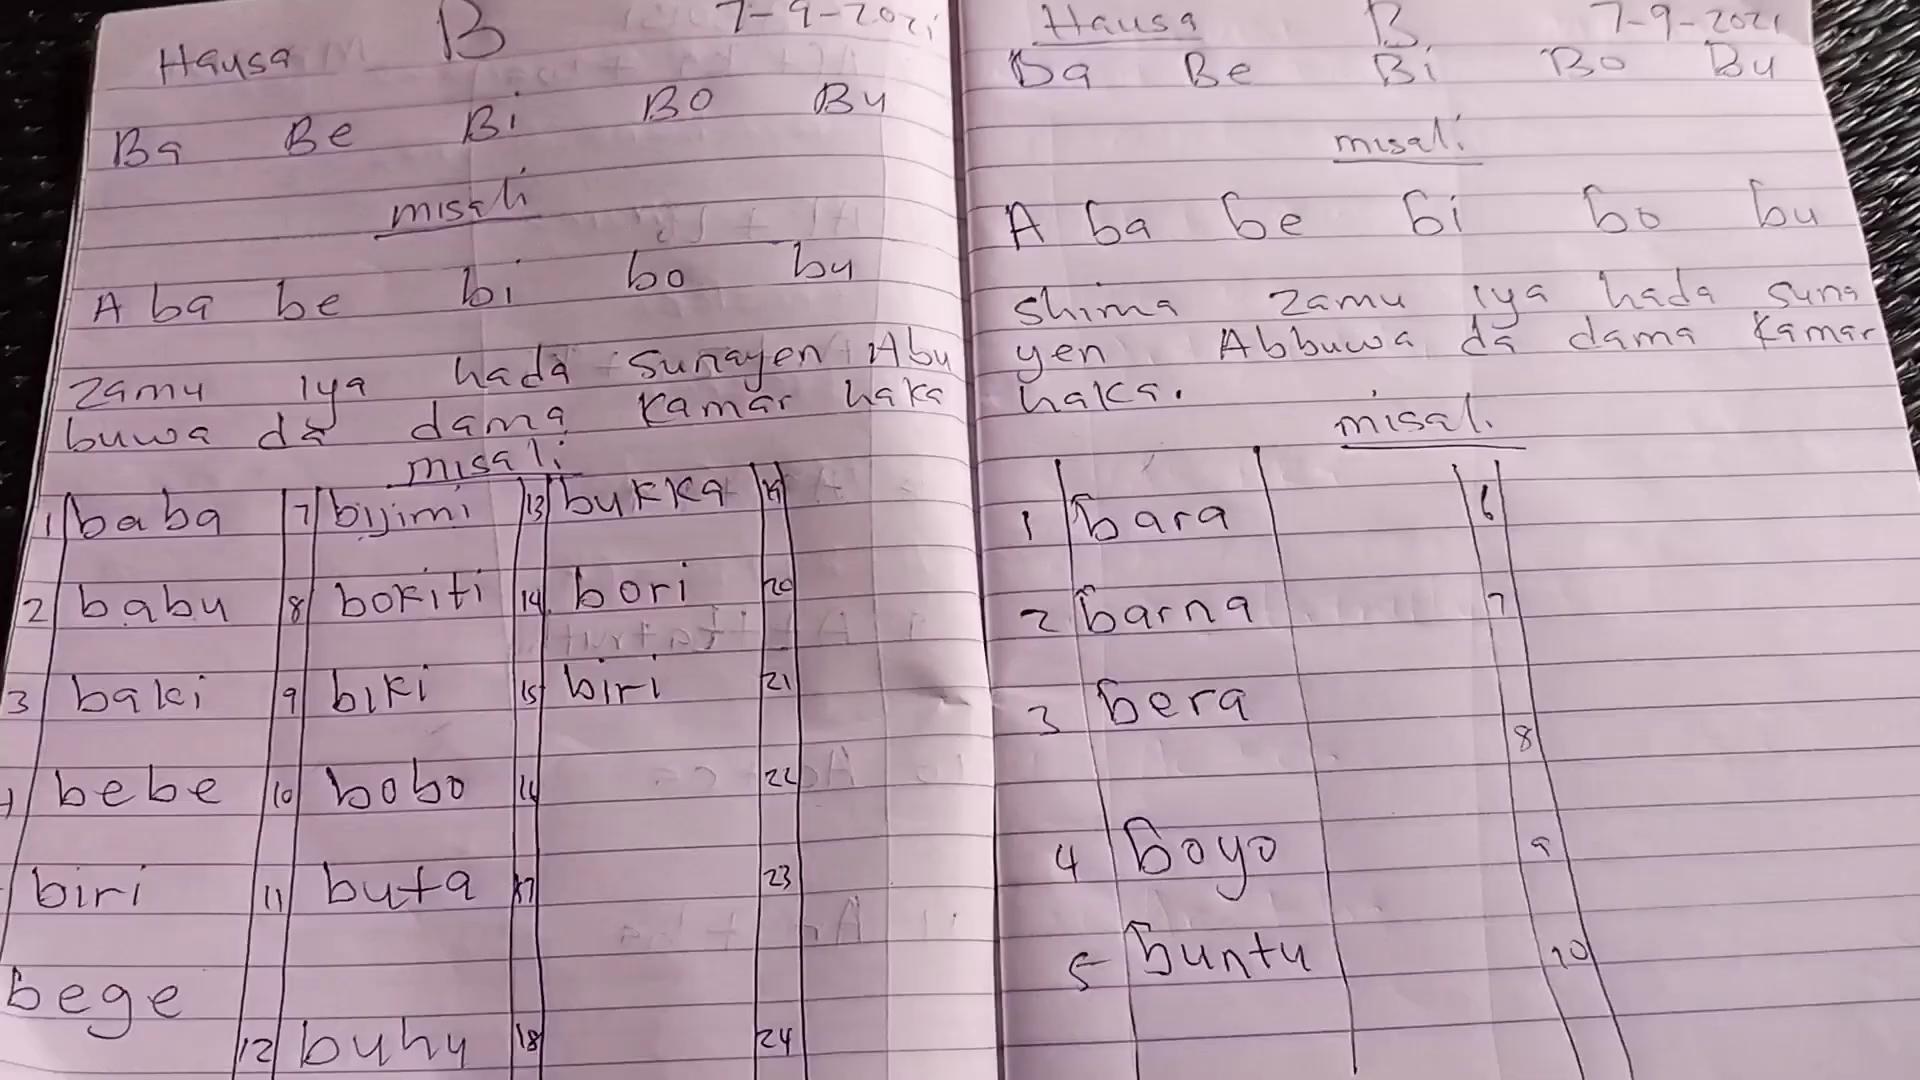 Hausa B 7-9-2021
Ba Be Bi Bo Bu
misali
A ba be bi bo bu
zamu iya hada sunayen Abu
buwa da dama kamar haka
misali
1 baba 7 bijimi 13 bukka 19
2 babu 8 bokiti 14 bori 20
3 baki 9 biki 15 biri 21
4 bebe 10 bobo 16 22
biri 11 buta 17 23
bege
12 buhu 18 24
Hausa Ɓ 7-9-2021
Ɓa Ɓe Ɓi Ɓo Ɓu
misali
A ɓa ɓe ɓi ɓo ɓu
shima zamu iya hada suna
yen Abbuwa da dama kamar
haka.
misali
1 ɓara 6
2 ɓarna 7
3 ɓera
8
4 ɓoyo 9
5 ɓuntu 10